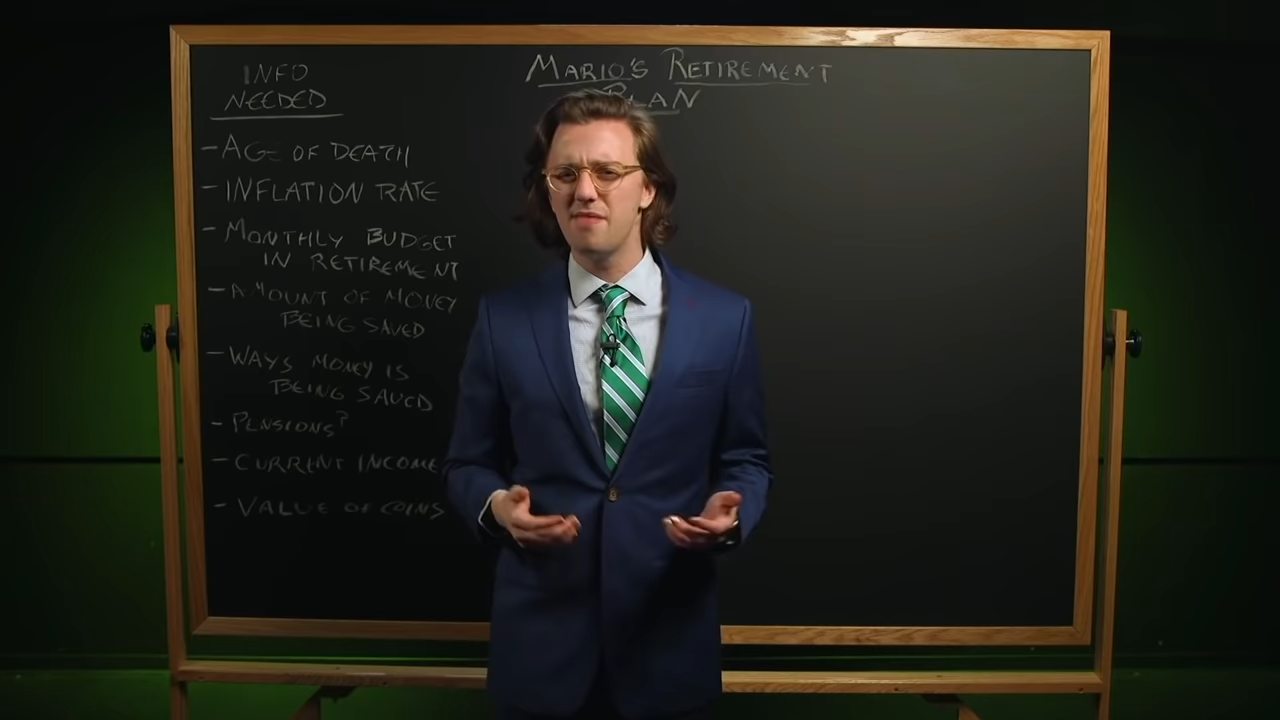 INFO
NEEDED
MARIO'S RETIREMENT
PLAN
- AGE OF DEATH
- INFLATION RATE
- MONTHLY BUDGET
IN RETIREMENT
- AMOUNT OF MONEY
BEING SAVED
- WAYS MONEY IS
BEING SAVED
- PENSIONS?
- CURRENT INCOME
- VALUE OF COINS